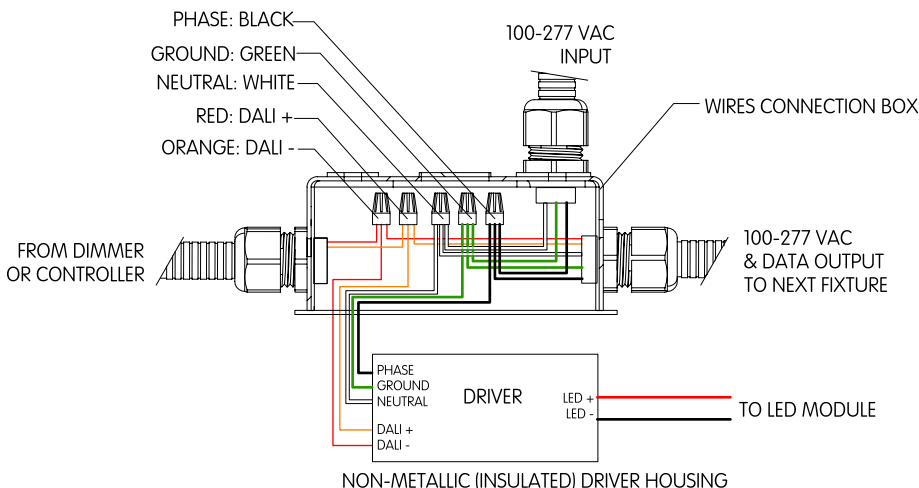 PHASE: BLACK
GROUND: GREEN
NEUTRAL: WHITE
RED: DALI +
ORANGE: DALI -
100-277 VAC
INPUT
WIRES CONNECTION BOX
FROM DIMMER
OR CONTROLLER
100-277 VAC
& DATA OUTPUT
TO NEXT FIXTURE
PHASE
GROUND
NEUTRAL
DALI +
DALI -
DRIVER
LED +
LED -
TO LED MODULE
NON-METALLIC (INSULATED) DRIVER HOUSING